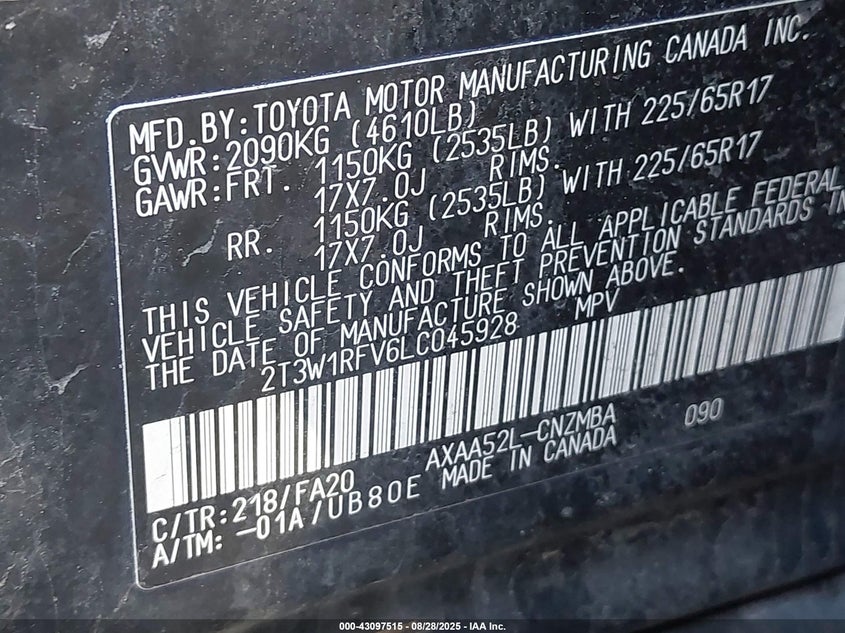 MFD.BY:TOYOTA MOTOR MANUFACTURING CANADA INC.
GVWR:2090KG (4610LB)
GAWR:FRT. 1150KG (2535LB) WITH 225/65R17
17X7.0J RIMS.
RR. 1150KG (2535LB) WITH 225/65R17
17X7.0J RIMS.
THIS VEHICLE CONFORMS TO ALL APPLICABLE FEDERAL
VEHICLE SAFETY AND THEFT PREVENTION STANDARDS IN
THE DATE OF MANUFACTURE SHOWN ABOVE.
2T3W1RFV6LC045928 MPV
C/TR:218/FA20 AXAA52L-CNZMBA 090
A/TM: -01A/UB80E MADE IN CANADA
000-43097515 - 08/28/2025 - IAA Inc.